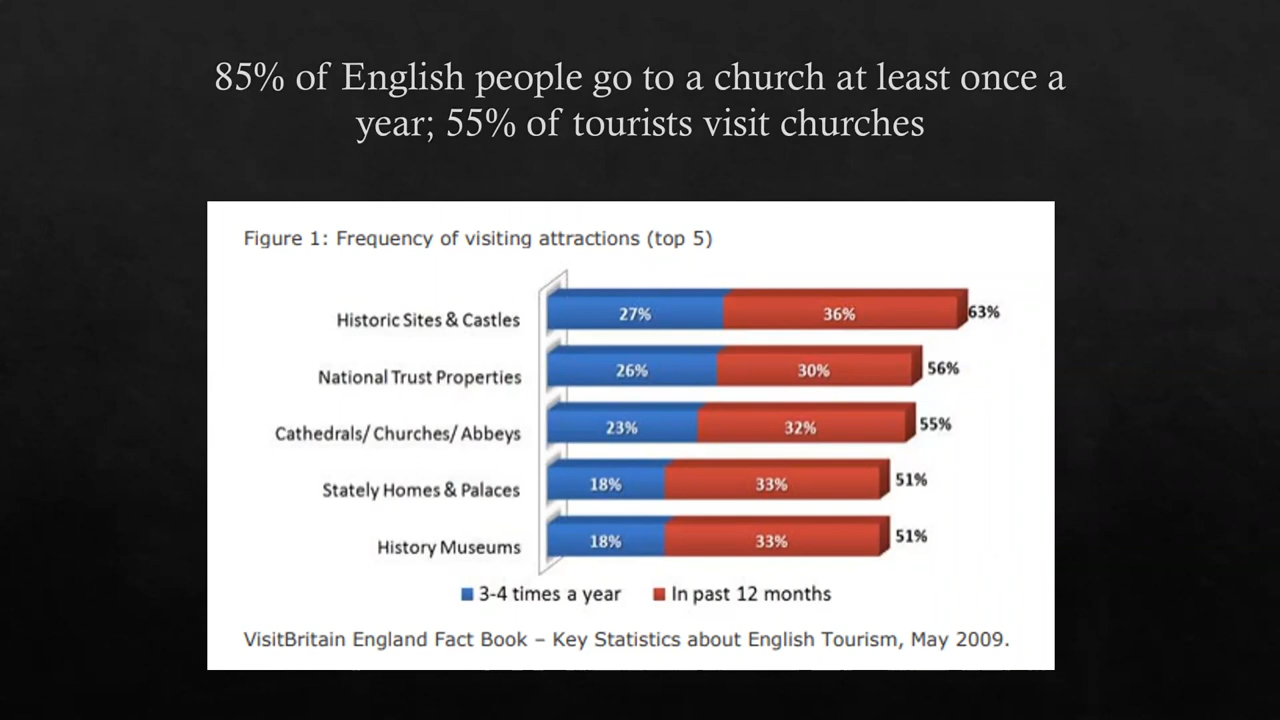 85% of English people go to a church at least once a
year; 55% of tourists visit churches
Figure 1: Frequency of visiting attractions (top 5)
Historic Sites & Castles 27% 36% 63%
National Trust Properties 26% 30% 56%
Cathedrals/ Churches/ Abbeys 23% 32% 55%
Stately Homes & Palaces 18% 33% 51%
History Museums 18% 33% 51%
3-4 times a year In past 12 months
VisitBritain England Fact Book – Key Statistics about English Tourism, May 2009.